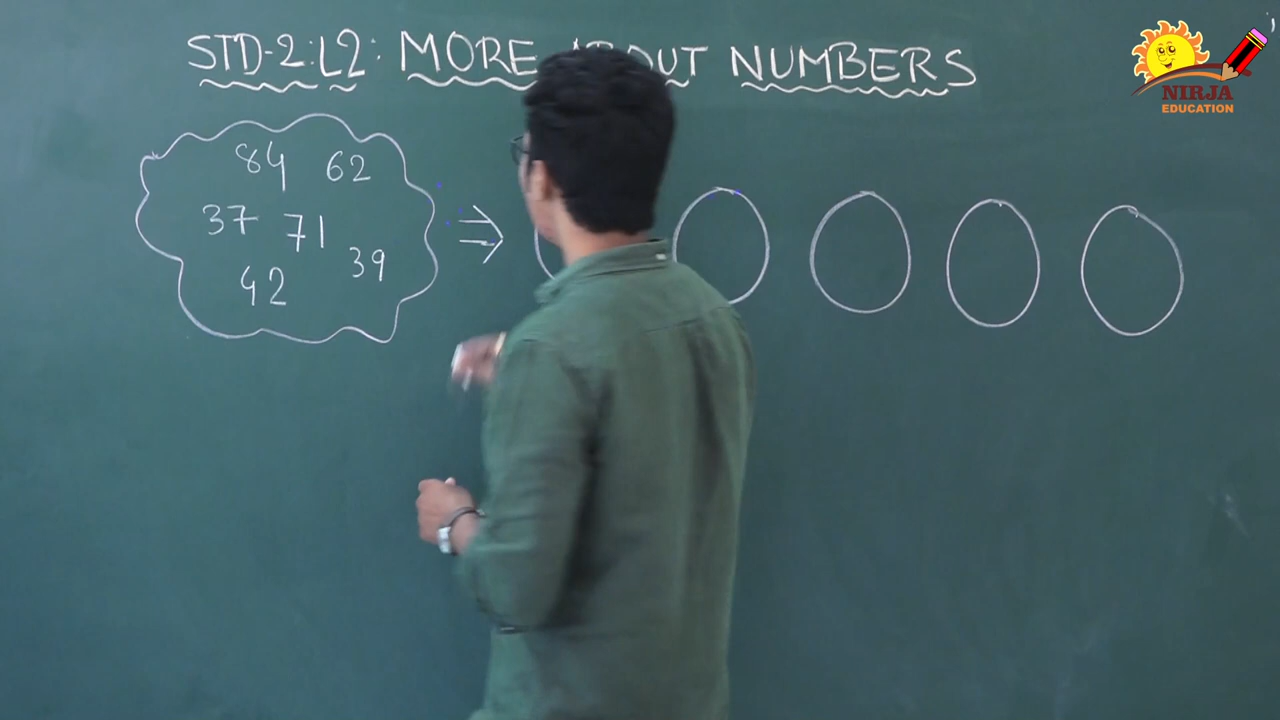 STD-2:L2: MORE ABOUT NUMBERS
NIRJA
EDUCATION
84 62
37 71
39
42